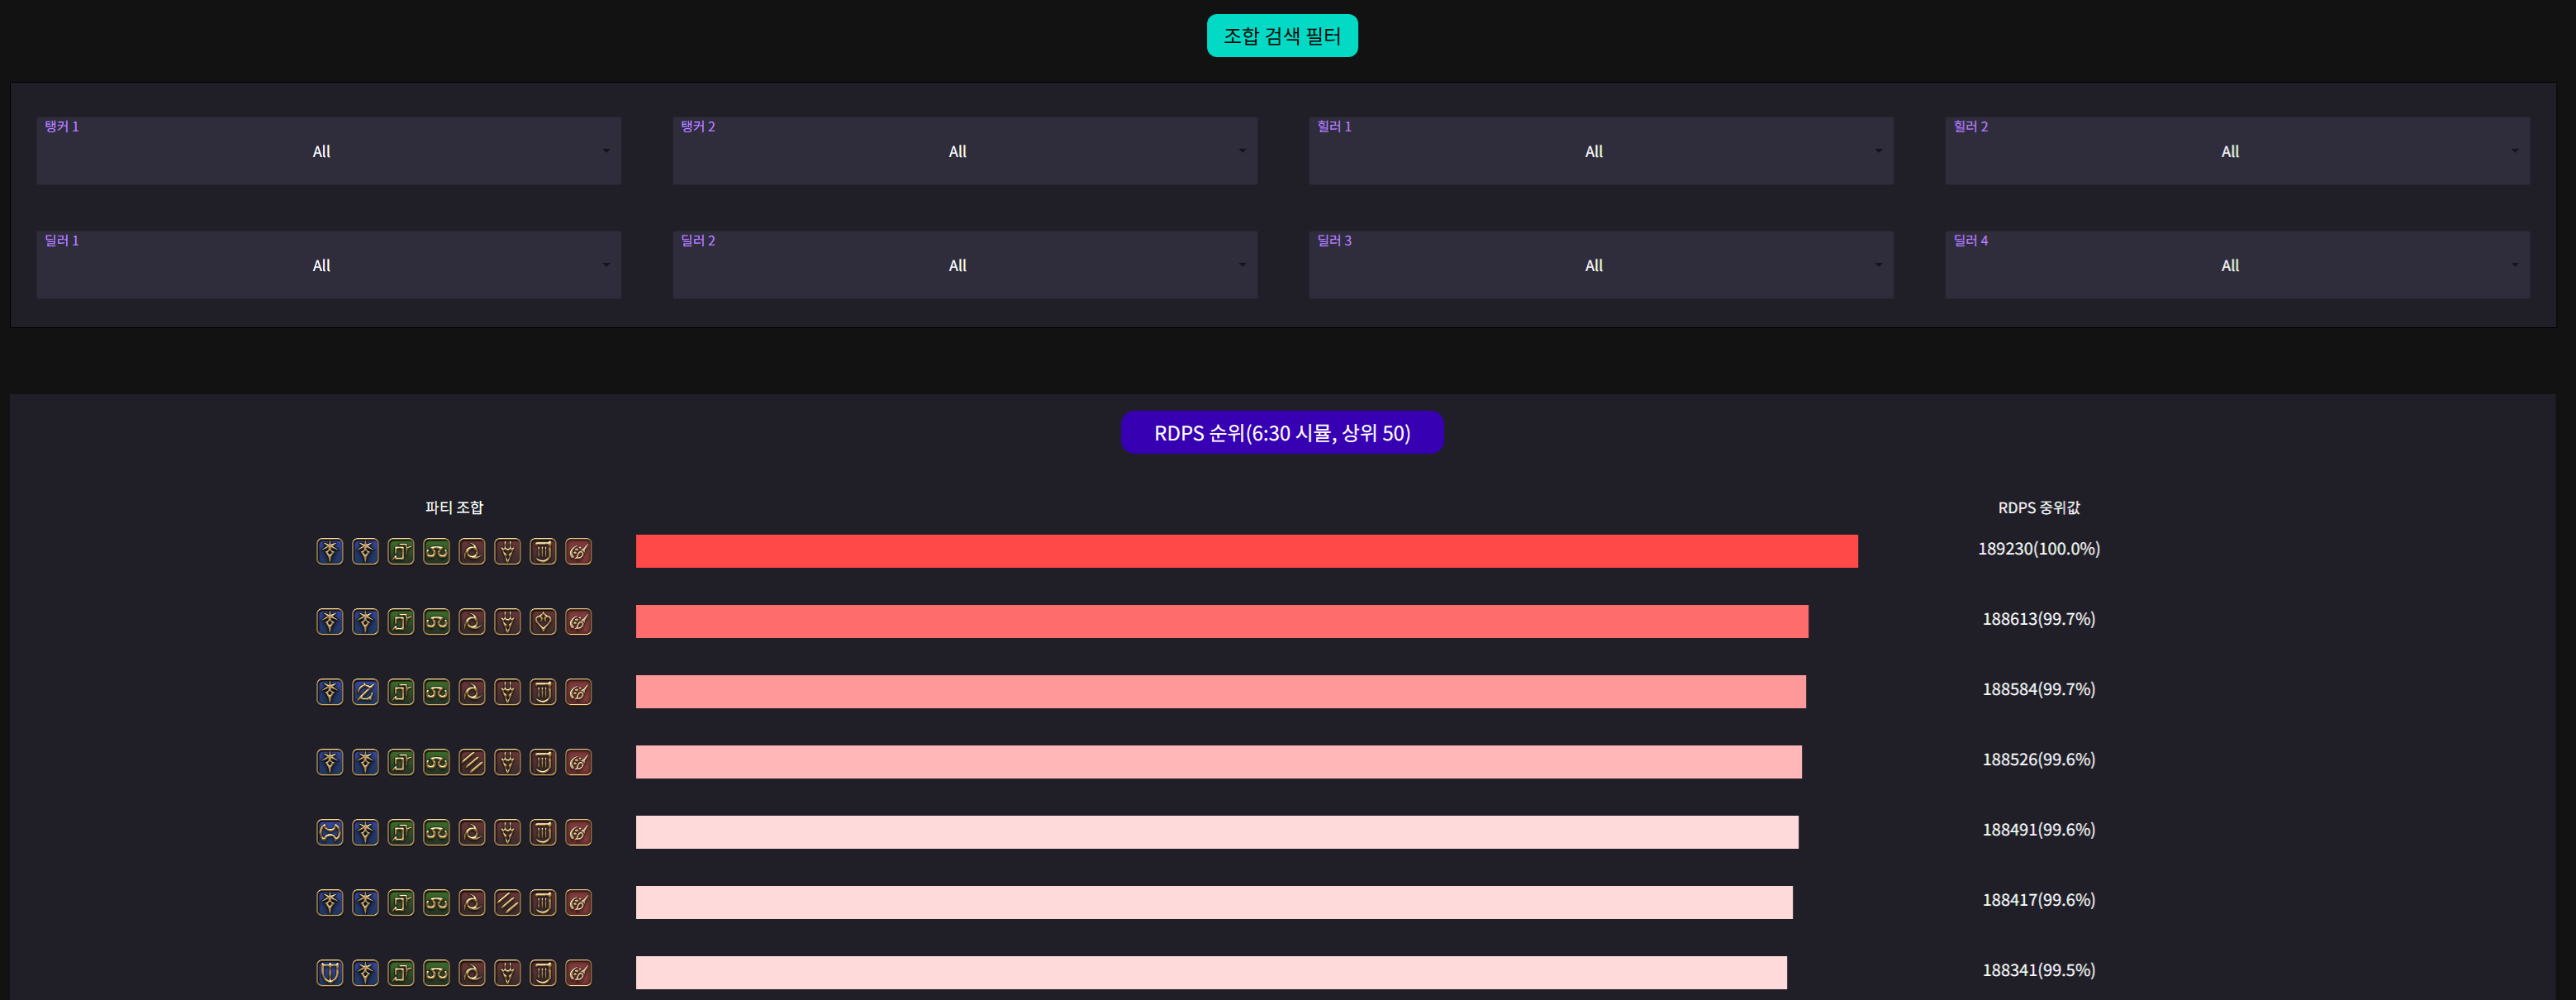 조합 검색 필터
탱커 1
All
탱커 2
All
힐러 1
All
힐러 2
All
딜러 1
All
딜러 2
All
딜러 3
All
딜러 4
All
RDPS 순위(6:30 시뮬, 상위 50)
파티 조합
RDPS 중위값
189230(100.0%)
188613(99.7%)
188584(99.7%)
188526(99.6%)
188491(99.6%)
188417(99.6%)
188341(99.5%)